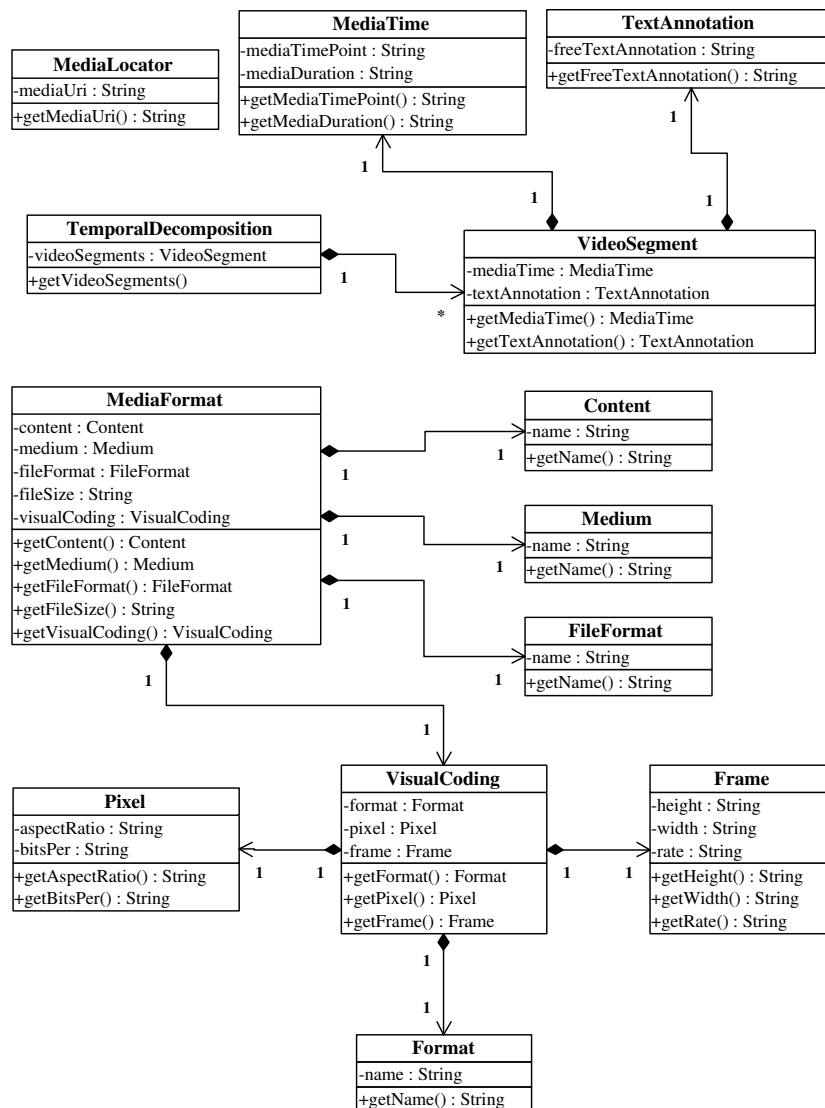 MediaLocator
-mediaUri : String
+getMediaUri() : String
MediaTime
-mediaTimePoint : String
-mediaDuration : String
+getMediaTimePoint() : String
+getMediaDuration() : String
TextAnnotation
-freeTextAnnotation : String
+getFreeTextAnnotation() : String
1
1
1
1
TemporalDecomposition
-videoSegments : VideoSegment
+getVideoSegments()
1
*
VideoSegment
-mediaTime : MediaTime
-textAnnotation : TextAnnotation
+getMediaTime() : MediaTime
+getTextAnnotation() : TextAnnotation
MediaFormat
-content : Content
-medium : Medium
-fileFormat : FileFormat
-fileSize : String
-visualCoding : VisualCoding
+getContent() : Content
+getMedium() : Medium
+getFileFormat() : FileFormat
+getFileSize() : String
+getVisualCoding() : VisualCoding
1
1
Content
-name : String
+getName() : String
1
1
Medium
-name : String
+getName() : String
1
1
FileFormat
-name : String
+getName() : String
1
1
Pixel
-aspectRatio : String
-bitsPer : String
+getAspectRatio() : String
+getBitsPer() : String
1
1
VisualCoding
-format : Format
-pixel : Pixel
-frame : Frame
+getFormat() : Format
+getPixel() : Pixel
+getFrame() : Frame
1
1
Frame
-height : String
-width : String
-rate : String
+getHeight() : String
+getWidth() : String
+getRate() : String
1
1
Format
-name : String
+getName() : String